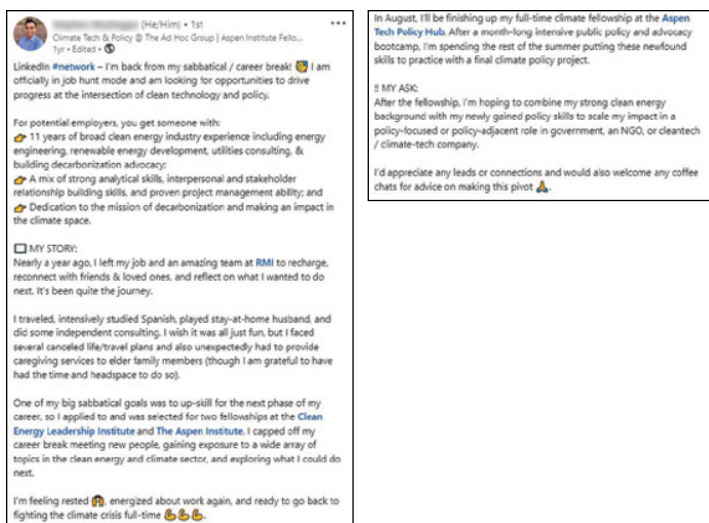 (He/Him) • 1st
Climate Tech & Policy @ The Ad Hoc Group | Aspen Institute Fello...
1yr • Edited •
LinkedIn #network – I'm back from my sabbatical / career break! 👋 I am
officially in job hunt mode and am looking for opportunities to drive
progress at the intersection of clean technology and policy.
For potential employers, you get someone with:
👉 11 years of broad clean energy industry experience including energy
engineering, renewable energy development, utilities consulting, &
building decarbonization advocacy;
👉 A mix of strong analytical skills, interpersonal and stakeholder
relationship building skills, and proven project management ability; and
👉 Dedication to the mission of decarbonization and making an impact in
the climate space.
📖 MY STORY:
Nearly a year ago, I left my job and an amazing team at RMI to recharge,
reconnect with friends & loved ones, and reflect on what I wanted to do
next. It's been quite the journey.
I traveled, intensively studied Spanish, played stay-at-home husband, and
did some independent consulting. I wish it was all just fun, but I faced
several canceled life/travel plans and also unexpectedly had to provide
caregiving services to elder family members (though I am grateful to have
had the time and headspace to do so).
One of my big sabbatical goals was to up-skill for the next phase of my
career, so I applied to and was selected for two fellowships at the Clean
Energy Leadership Institute and The Aspen Institute. I capped off my
career break meeting new people, gaining exposure to a wide array of
topics in the clean energy and climate sector, and exploring what I could do
next.
I'm feeling rested 💆, energized about work again, and ready to go back to
fighting the climate crisis full-time 💪💪💪.
In August, I'll be finishing up my full-time climate fellowship at the Aspen
Tech Policy Hub. After a month-long intensive public policy and advocacy
bootcamp, I'm spending the rest of the summer putting these newfound
skills to practice with a final climate policy project.
‼ MY ASK:
After the fellowship, I'm hoping to combine my strong clean energy
background with my newly gained policy skills to scale my impact in a
policy-focused or policy-adjacent role in government, an NGO, or cleantech
/ climate-tech company.
I'd appreciate any leads or connections and would also welcome any coffee
chats for advice on making this pivot 🙏.